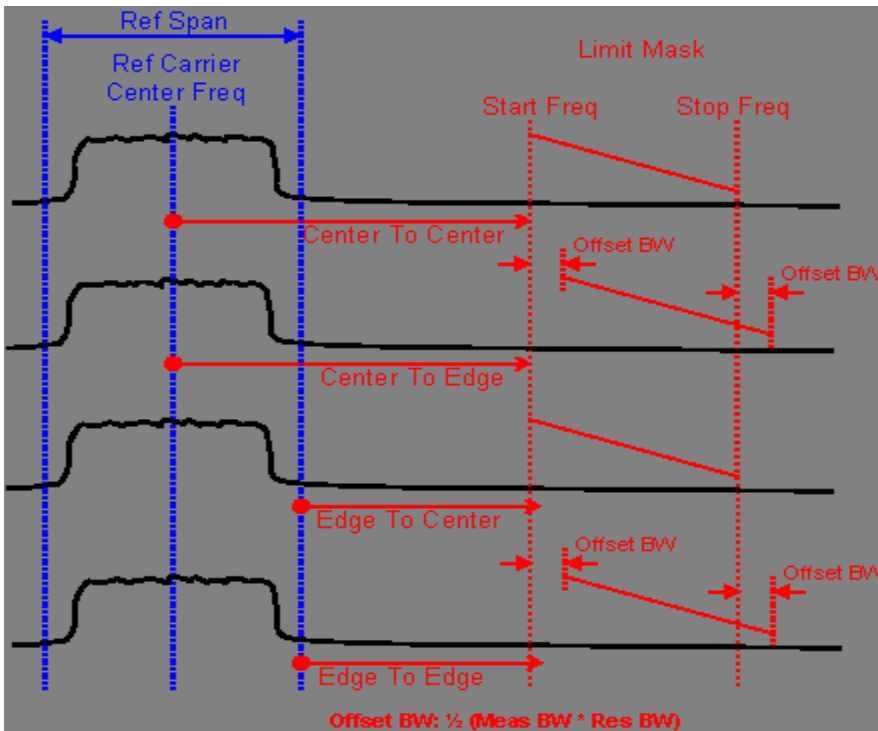 Ref Span
Ref Carrier
Center Freq
Limit Mask
Start Freq
Stop Freq
Center To Center
Offset BW
Offset BW
Center To Edge
Edge To Center
Offset BW
Offset BW
Edge To Edge
Offset BW: ½ (Meas BW * Res BW)